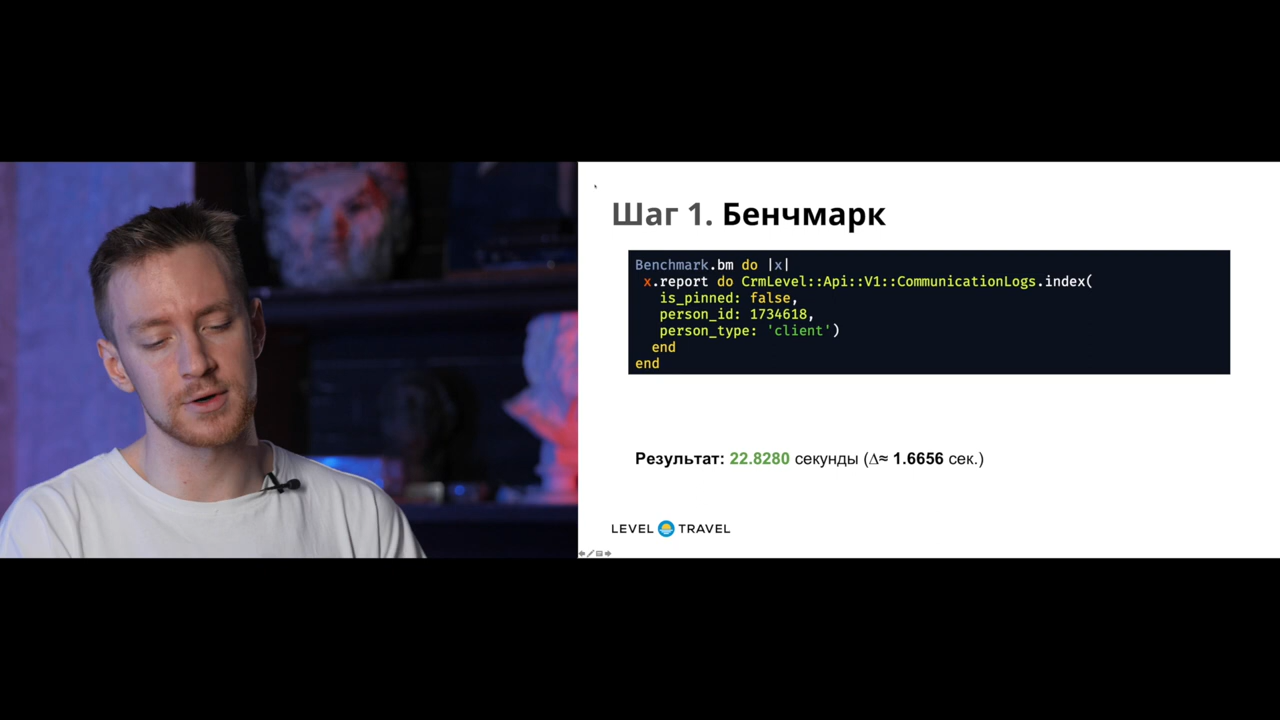 Шаг 1. Бенчмарк
Benchmark.bm do |x|
x.report do CrmLevel::Api::V1::CommunicationLogs.index(
is_pinned: false,
person_id: 1734618,
person_type: 'client')
end
end
Результат: 22.8280 секунды (Δ≈ 1.6656 сек.)
LEVEL TRAVEL